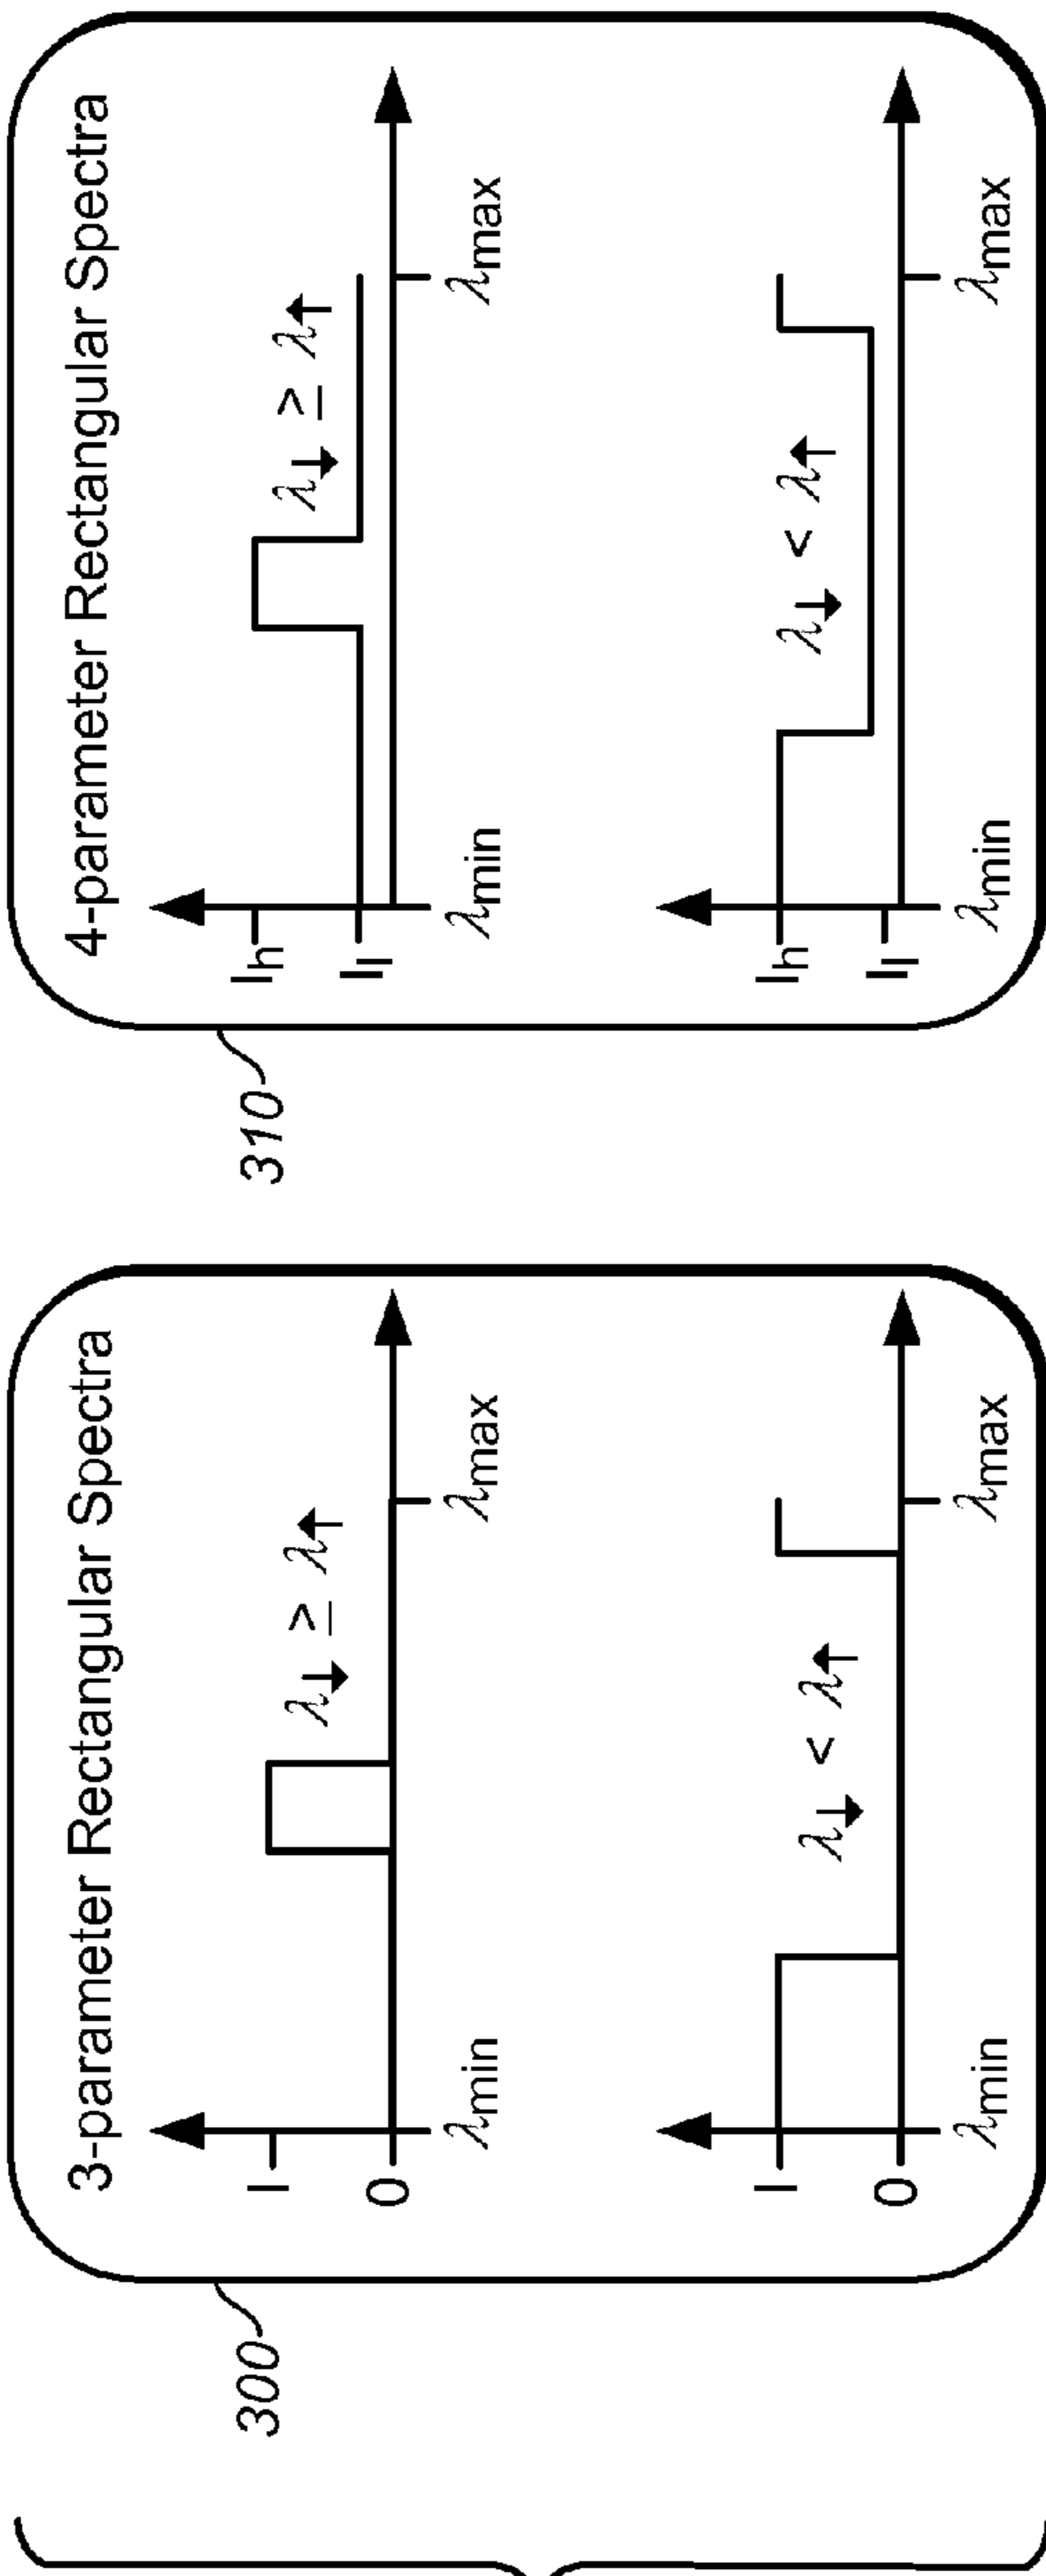 300
3-parameter Rectangular Spectra
I
0
λ↓ ≥ λ↑
λmin
λmax
I
0
λ↓ < λ↑
λmin
λmax
310
4-parameter Rectangular Spectra
Ih
Il
λ↓ ≥ λ↑
λmin
λmax
Ih
Il
λ↓ < λ↑
λmin
λmax